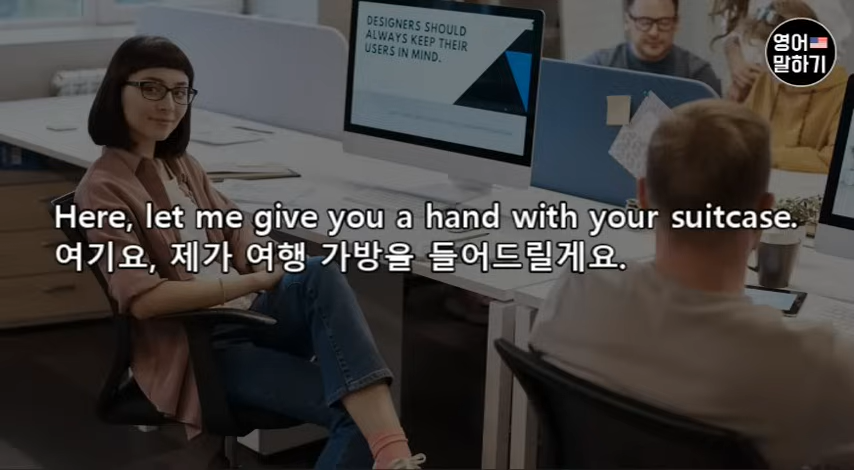 DESIGNERS SHOULD
ALWAYS KEEP THEIR
USERS IN MIND.
영어
말하기
Here, let me give you a hand with your suitcase.
여기요, 제가 여행 가방을 들어드릴게요.